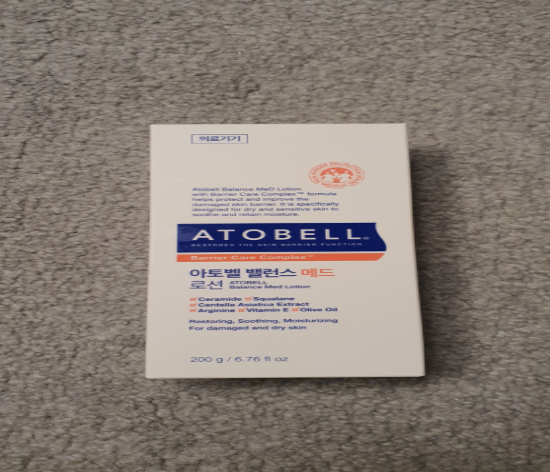 의료기기
Atobell Balance MeD Lotion
with Barrier Care Complex™ formula
helps protect and improve the
damaged skin barrier. It is specifically
designed for dry and sensitive skin to
soothe and retain moisture.
ATOBELL®
RESTORES THE SKIN BARRIER FUNCTION
Barrier Care Complex™
아토벨 밸런스 메드
로션 ATOBELL
Balance Med Lotion
Ceramide Squalane
Centella Asiatica Extract
Arginine Vitamin E Olive Oil
Restoring, Soothing, Moisturizing
For damaged and dry skin
200 g / 6.76 fl oz